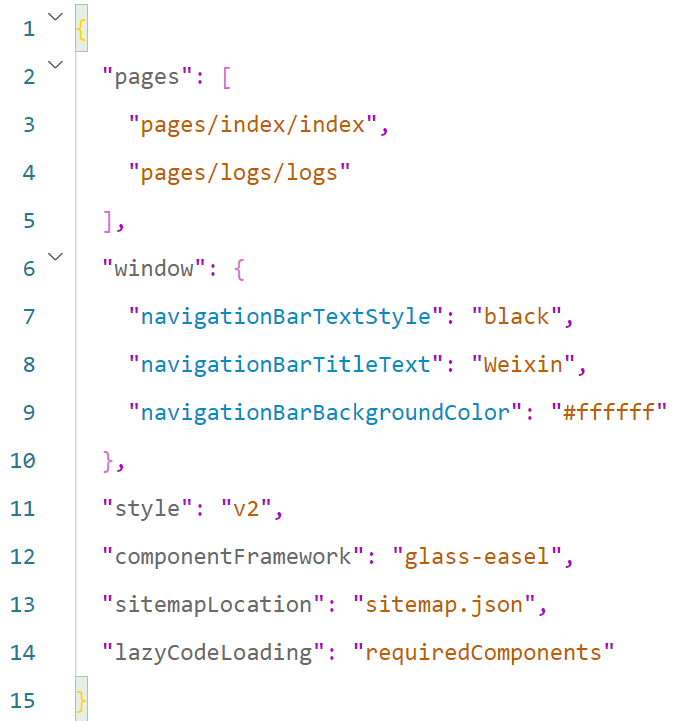 1 {
2   "pages": [
3     "pages/index/index",
4     "pages/logs/logs"
5   ],
6   "window": {
7     "navigationBarTextStyle": "black",
8     "navigationBarTitleText": "Weixin",
9     "navigationBarBackgroundColor": "#ffffff"
10   },
11   "style": "v2",
12   "componentFramework": "glass-easel",
13   "sitemapLocation": "sitemap.json",
14   "lazyCodeLoading": "requiredComponents"
15 }